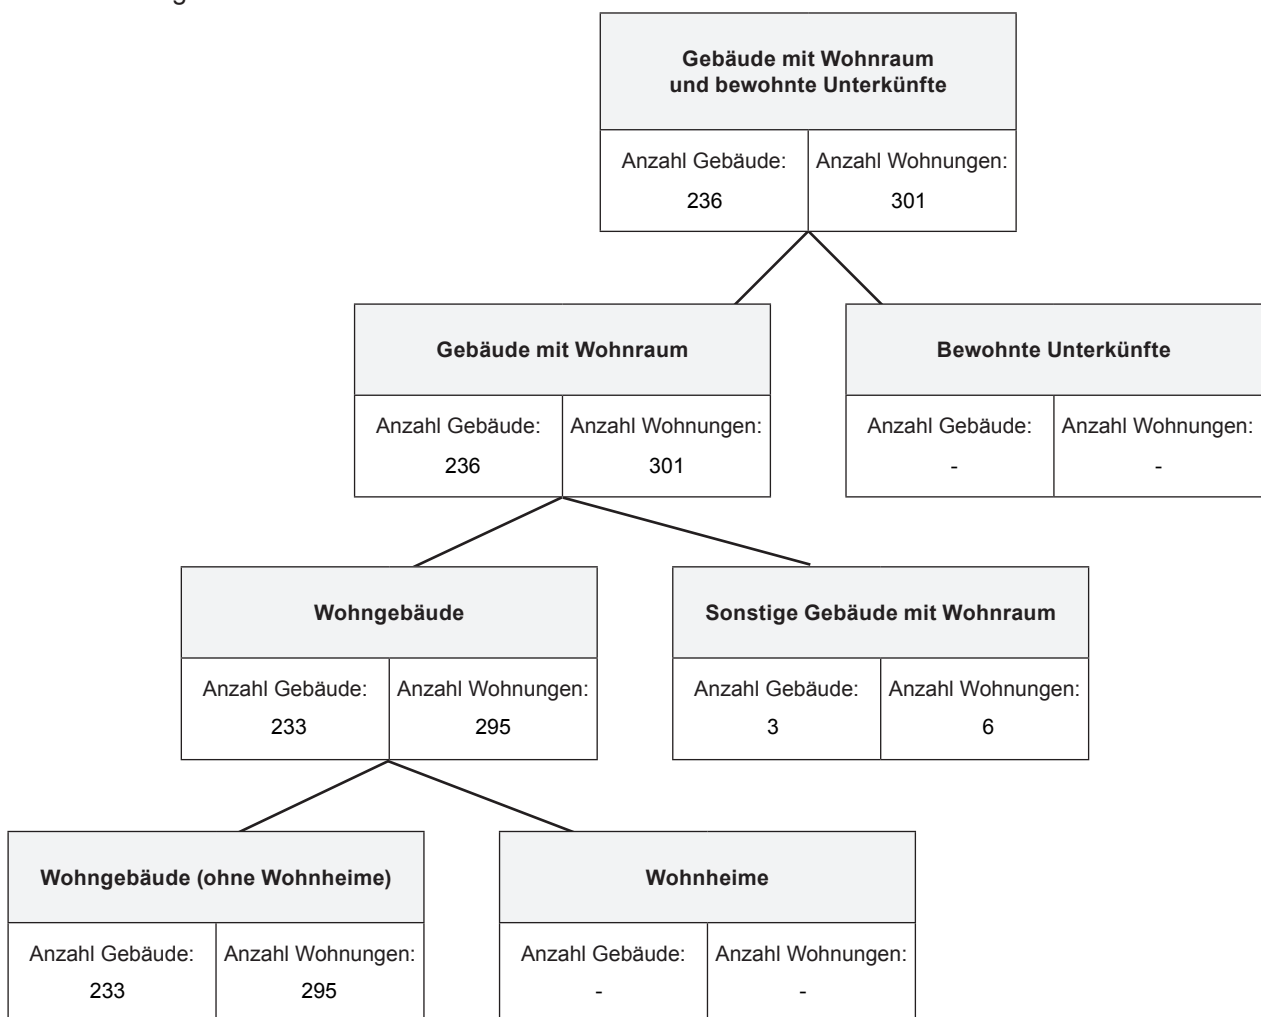 Gebäude mit Wohnraum
und bewohnte Unterkünfte
Anzahl Gebäude: Anzahl Wohnungen:
236 301
Gebäude mit Wohnraum
Bewohnte Unterkünfte
Anzahl Gebäude: Anzahl Wohnungen:
236 301
Anzahl Gebäude: Anzahl Wohnungen:
- -
Wohngebäude
Sonstige Gebäude mit Wohnraum
Anzahl Gebäude: Anzahl Wohnungen:
233 295
Anzahl Gebäude: Anzahl Wohnungen:
3 6
Wohngebäude (ohne Wohnheime)
Wohnheime
Anzahl Gebäude: Anzahl Wohnungen:
233 295
Anzahl Gebäude: Anzahl Wohnungen:
- -